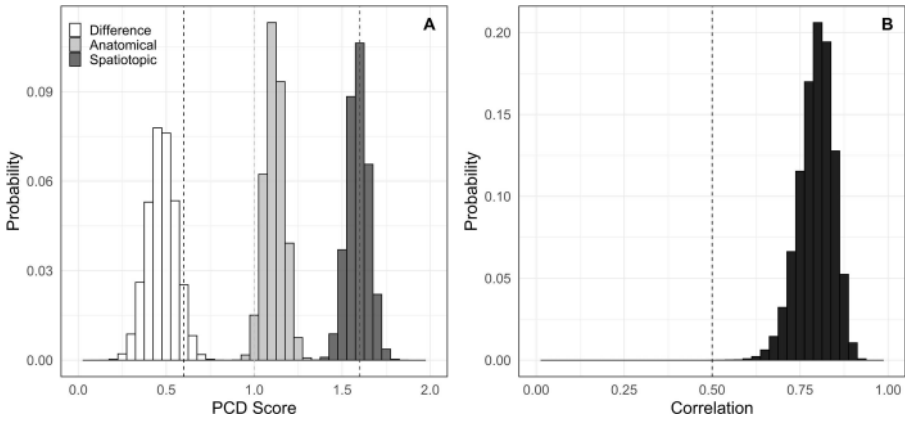 A
Difference
Anatomical
Spatiotopic
Probability
0.09
0.06
0.03
0.00
0.0 0.5 1.0 1.5 2.0
PCD Score
B
Probability
0.20
0.15
0.10
0.05
0.00
0.00 0.25 0.50 0.75 1.00
Correlation